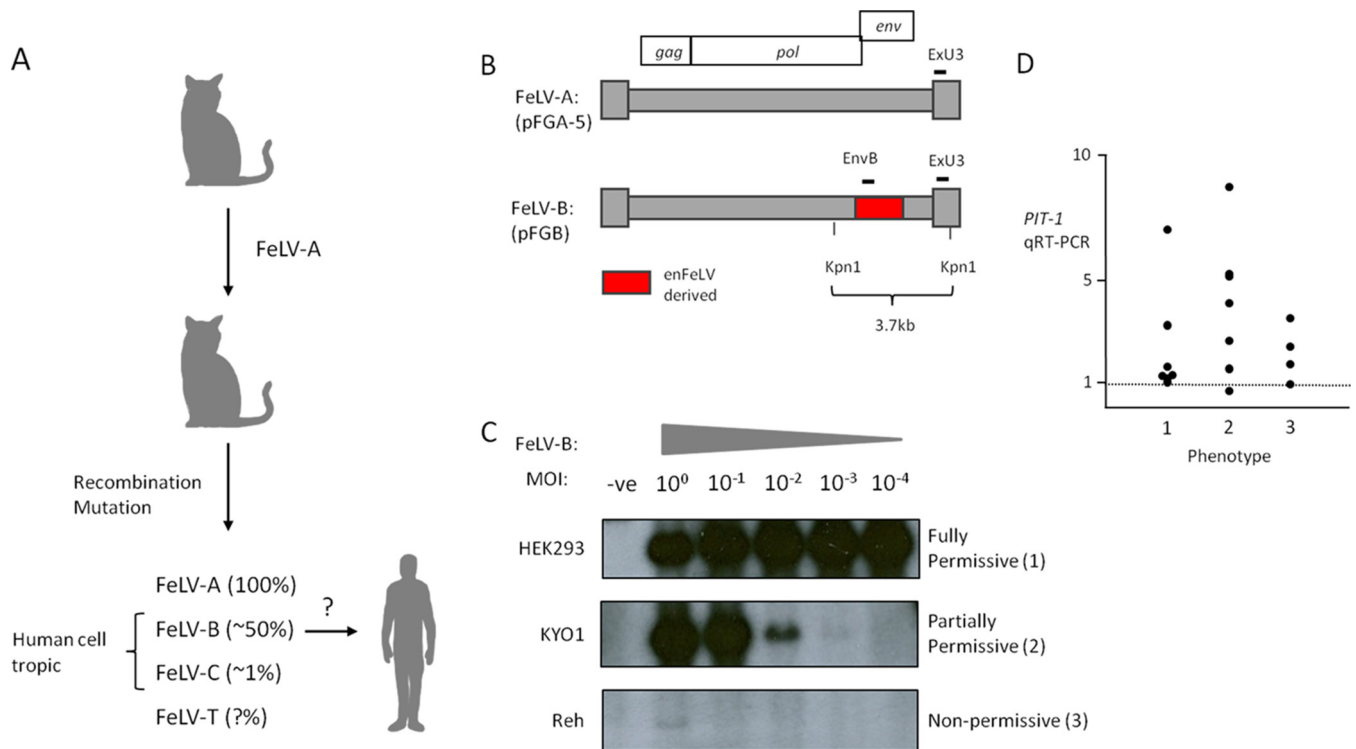 A
FeLV-A
Recombination
Mutation
FeLV-A (100%)
FeLV-B (~50%)
?
Human cell
tropic
FeLV-C (~1%)
FeLV-T (?%)
B
env
gag
pol
ExU3
FeLV-A:
(pFGA-5)
EnvB
ExU3
FeLV-B:
(pFGB)
Kpn1
Kpn1
enFeLV
derived
3.7kb
C
FeLV-B:
MOI:
-ve
10⁰
10⁻¹
10⁻²
10⁻³
10⁻⁴
HEK293
Fully
Permissive (1)
KYO1
Partially
Permissive (2)
Reh
Non-permissive (3)
D
10
PIT-1
qRT-PCR
5
1
1
2
3
Phenotype